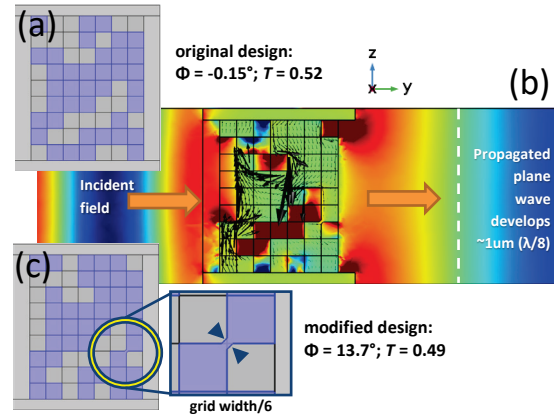 (a)
original design:
Φ = -0.15°; T = 0.52
z
x
y
(b)
Incident
field
Propagated
plane
wave
develops
~1um (λ/8)
(c)
modified design:
Φ = 13.7°; T = 0.49
grid width/6